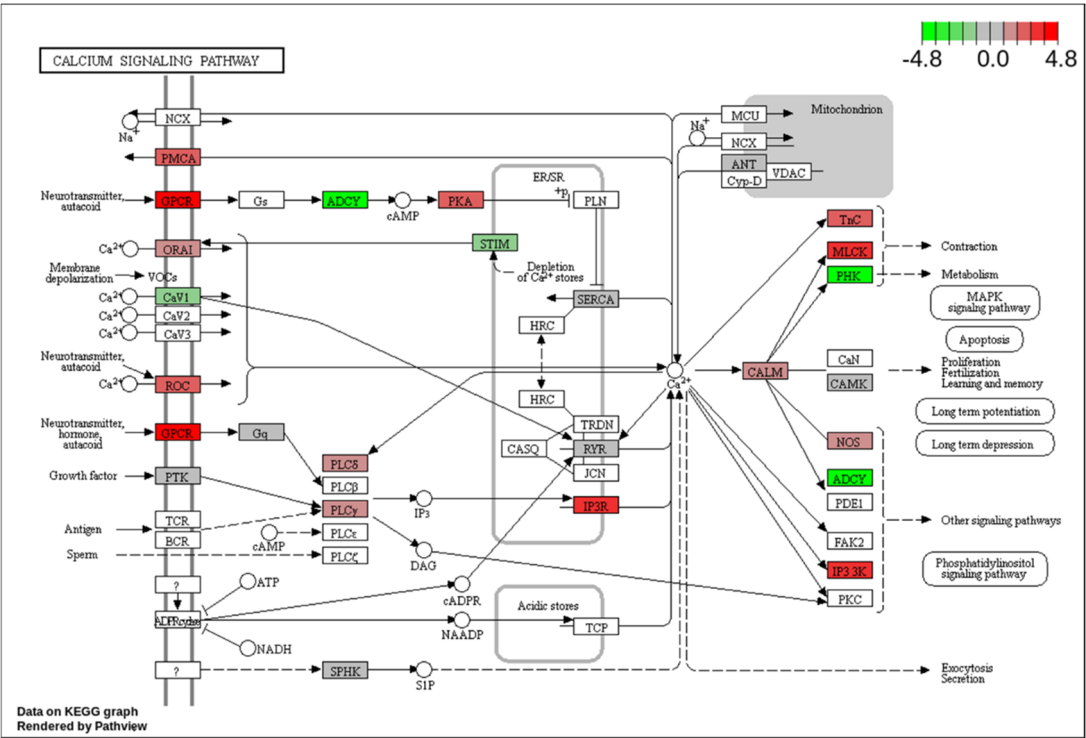 -4.8 0.0 4.8
CALCIUM SIGNALING PATHWAY
NCX
Na+
PMCA
Neurotransmitter,
autacoid
GPCR
Gs
ADCY
cAMP
PKA
ER/SR
+p
PLN
MCU
Mitochondrion
Na+
NCX
ANT
Cyp-D
VDAC
Ca2+
ORAI
STIM
Membrane
depolarization
VOCs
Depletion
of Ca2+ stores
Ca2+
CaV1
Ca2+
CaV2
Ca2+
CaV3
SERCA
HRC
Neurotransmitter,
autacoid
Ca2+
ROC
HRC
TRDN
CASQ
RYR
JCN
IP3R
Neurotransmitter,
hormone,
autacoid
GPCR
Gq
Growth factor
PTK
Antigen
TCR
BCR
Sperm
PLCδ
PLCβ
PLCγ
PLCε
PLCζ
cAMP
IP3
DAG
?
ATP
NADH
cADPR
NAADP
Acidic stores
TCP
?
SPHK
S1P
Ca2+
CALM
TnC
MLCK
PHK
Contraction
Metabolism
MAPK
signaling pathway
Apoptosis
CaN
CAMK
Proliferation
Fertilization
Learning and memory
Long term potentiation
Long term depression
NOS
ADCY
PDE1
FAK2
IP3 3K
PKC
Other signaling pathways
Phosphatidylinositol
signaling pathway
Exocytosis
Secretion
Data on KEGG graph
Rendered by Pathview